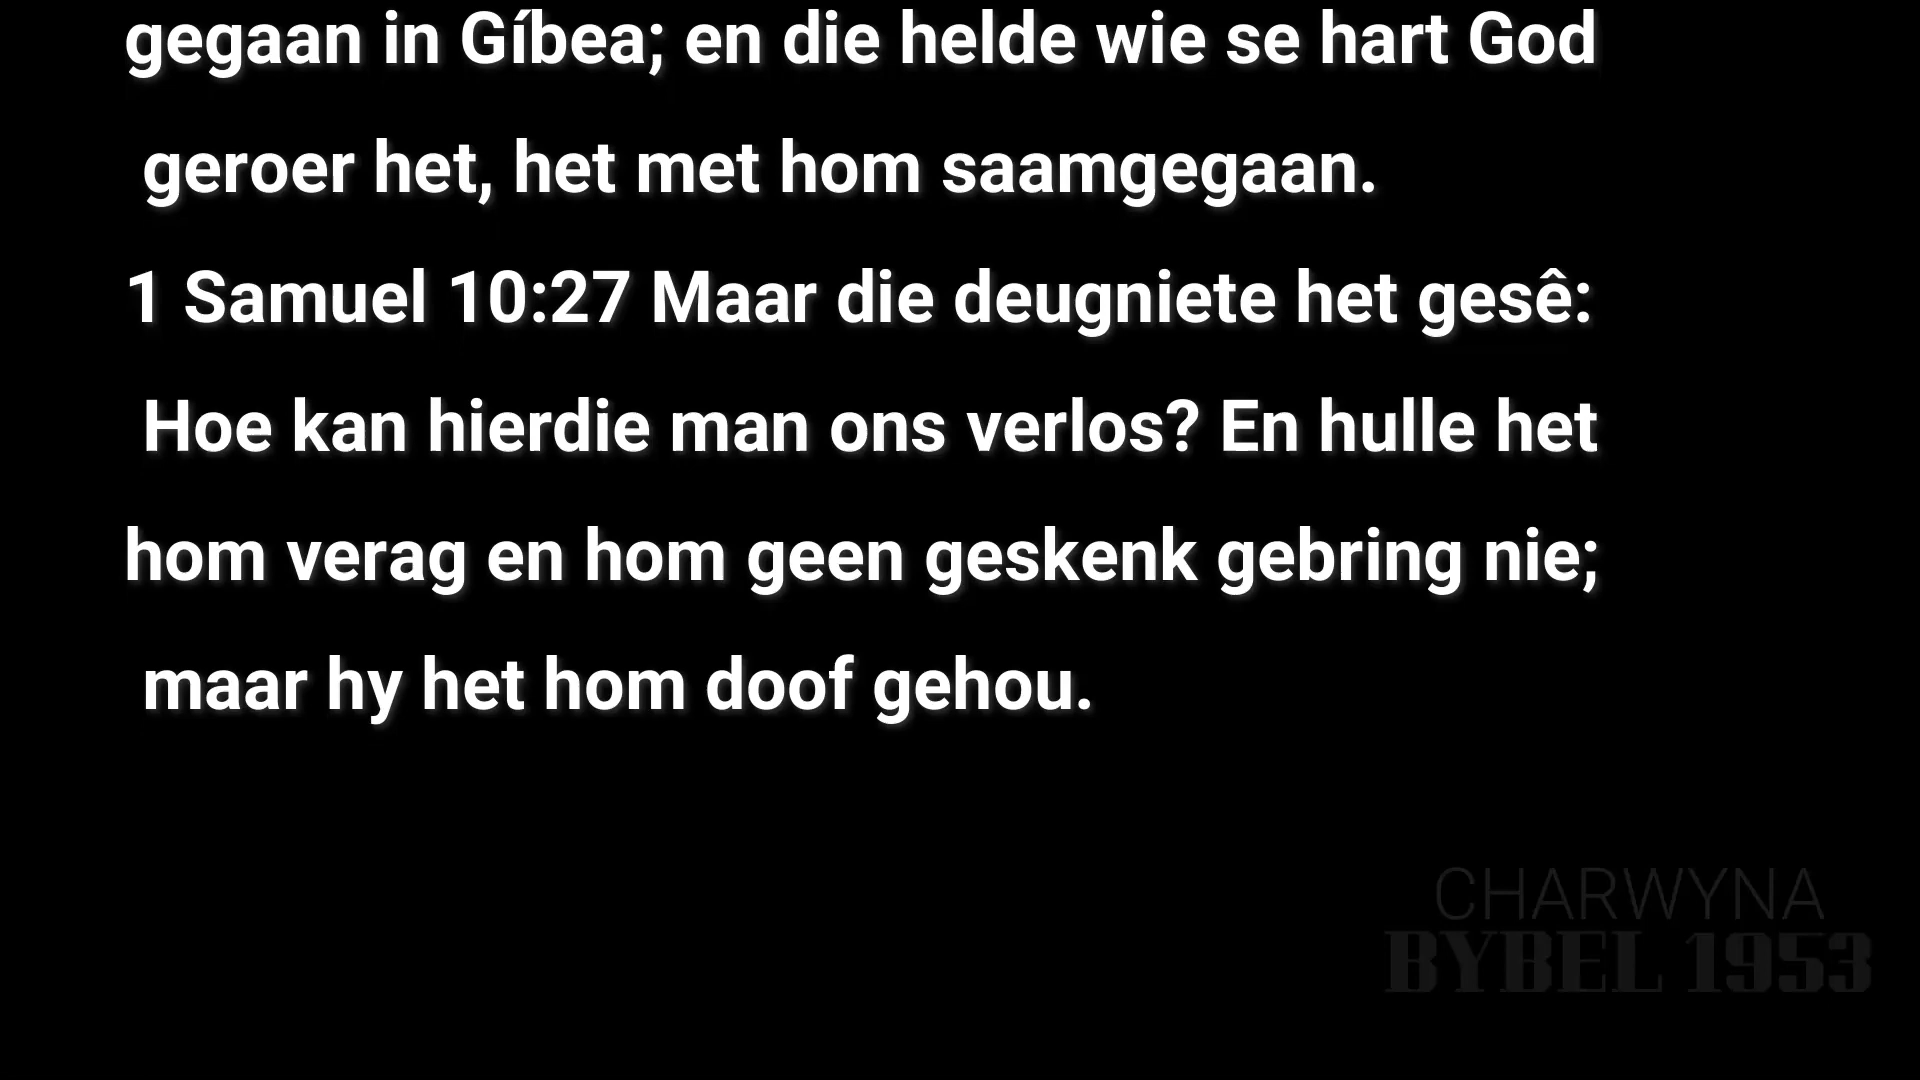 gegaan in Gíbea; en die helde wie se hart God
geroer het, het met hom saamgegaan.
1 Samuel 10:27 Maar die deugniete het gesê:
Hoe kan hierdie man ons verlos? En hulle het
hom verag en hom geen geskenk gebring nie;
maar hy het hom doof gehou.
CHARWYNA
BYBEL 1953